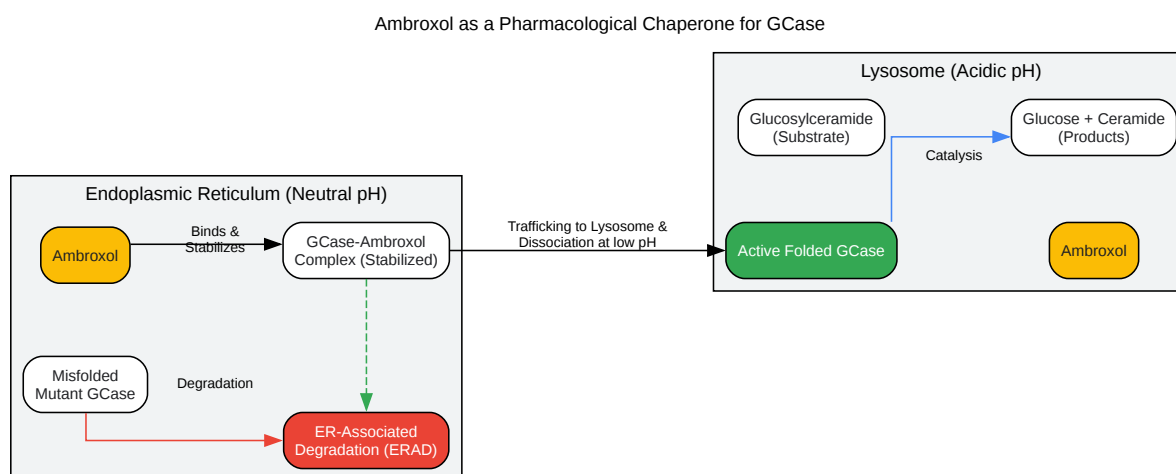 Ambroxol as a Pharmacological Chaperone for GCase
Lysosome (Acidic pH)
Glucosylceramide
(Substrate)
Glucose + Ceramide
(Products)
Catalysis
Endoplasmic Reticulum (Neutral pH)
Ambroxol
Binds &
Stabilizes
GCase-Ambroxol
Complex (Stabilized)
Trafficking to Lysosome &
Dissociation at low pH
Active Folded GCase
Ambroxol
Misfolded
Mutant GCase
Degradation
ER-Associated
Degradation (ERAD)